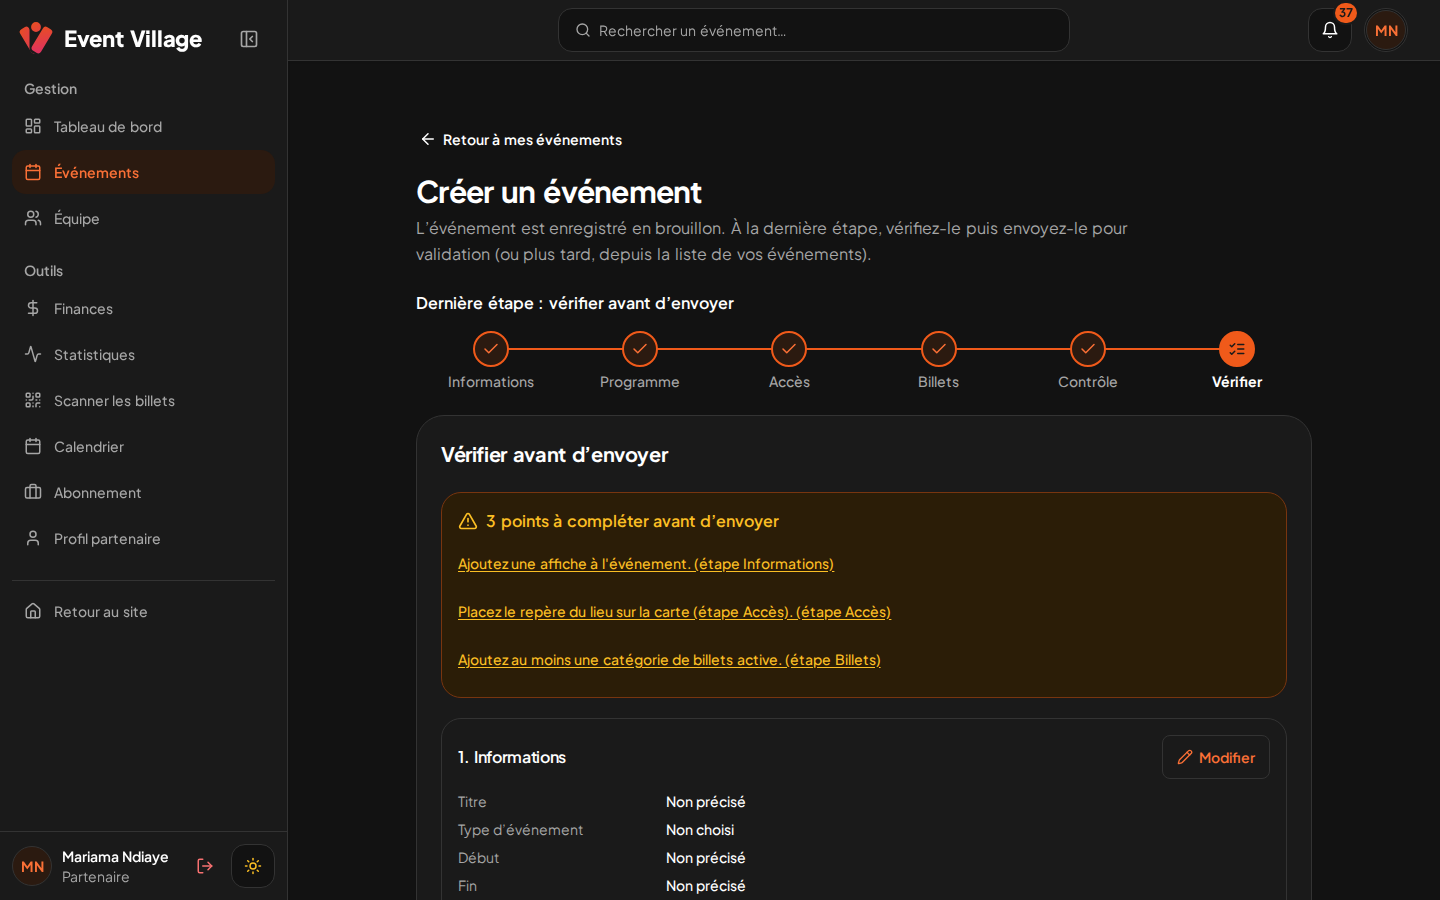 Event Village
Rechercher un événement...
37
MN
Gestion
Tableau de bord
Événements
Équipe
Outils
Finances
Statistiques
Scanner les billets
Calendrier
Abonnement
Profil partenaire
Retour au site
MN
Mariama Ndiaye
Partenaire
Retour à mes événements
Créer un événement
L'événement est enregistré en brouillon. À la dernière étape, vérifiez-le puis envoyez-le pour
validation (ou plus tard, depuis la liste de vos événements).
Dernière étape : vérifier avant d'envoyer
Informations
Programme
Accès
Billets
Contrôle
Vérifier
Vérifier avant d'envoyer
3 points à compléter avant d'envoyer
Ajoutez une affiche à l'événement. (étape Informations)
Placez le repère du lieu sur la carte (étape Accès). (étape Accès)
Ajoutez au moins une catégorie de billets active. (étape Billets)
1. Informations
Modifier
Titre Non précisé
Type d'événement Non choisi
Début Non précisé
Fin Non précisé